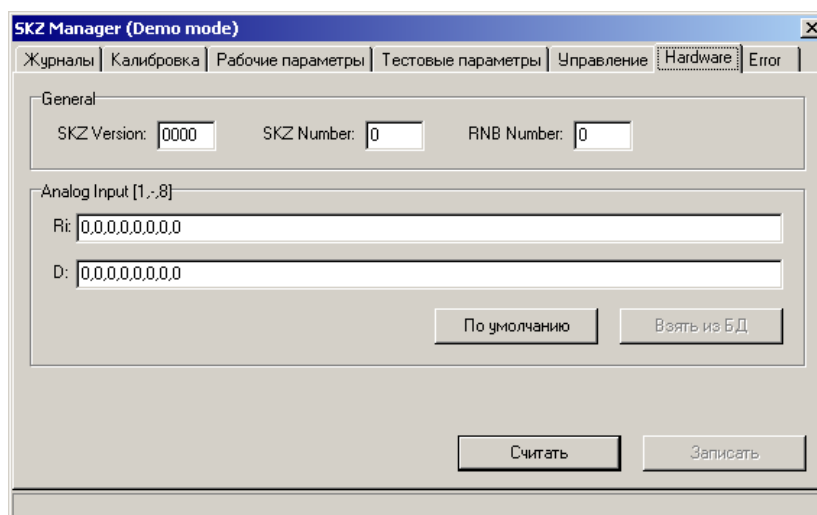 SKZ Manager (Demo mode)
Журналы Калибровка Рабочие параметры Тестовые параметры Управление Hardware Error
General
SKZ Version: 0000 SKZ Number: 0 RNB Number: 0
Analog Input [1,-,8]
Ri: 0,0,0,0,0,0,0,0
D: 0,0,0,0,0,0,0,0
По умолчанию Взять из БД
Считать Записать